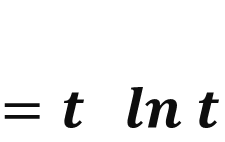 = t ln t